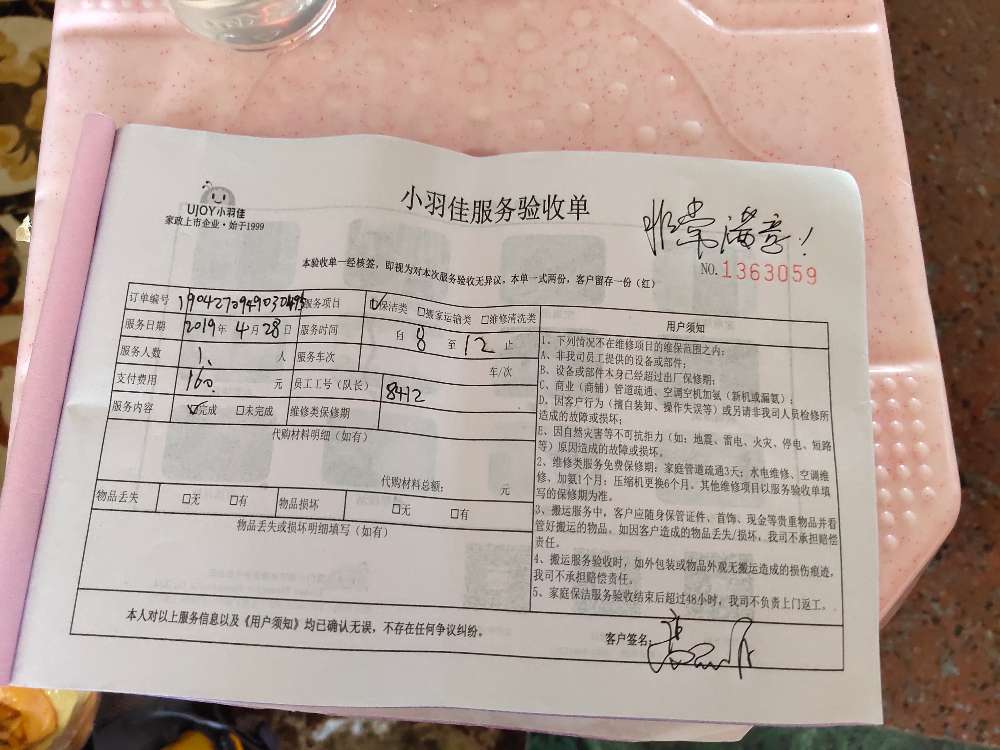 UJOY小羽佳
家政上市企业·始于1999
小羽佳服务验收单
非常满意!
本验收单一经核签，即视为对本次服务验收无异议，本单一式两份，客户留存一份（红）
NO.1363059
订单编号 服务项目 ☑保洁类 □搬家运输类 □维修清洗类
服务日期 2019年 4月 28日 服务时间 自 8 至 12 止
服务人数 1 人 服务车次 车/次
支付费用 160 元 员工工号（队长） 8412
服务内容 ☑完成 □未完成 维修类保修期
代购材料明细（如有）
代购材料总额： 元
物品丢失 □无 □有 物品损坏 □无 □有
物品丢失或损坏明细填写（如有）
用户须知
1、下列情况不在维修项目的维保范围之内：
A、非我司员工提供的设备或部件；
B、设备或部件本身已经超过出厂保修期；
C、商业（商铺）管道疏通、空调空机加氨（新机或漏氨）；
D、因客户行为（擅自装卸、操作失误等）或另请非我司人员检修所
造成的故障或损坏；
E、因自然灾害等不可抗拒力（如：地震、雷电、火灾、停电、短路
等）原因造成的故障或损坏。
2、维修类服务免费保修期：家庭管道疏通3天；水电维修、空调维
修，加氨1个月；压缩机更换6个月。其他维修项目以服务验收单填
写的保修期为准。
3、搬运服务中，客户应随身保管证件、首饰、现金等贵重物品并看
管好搬运的物品。如因客户造成的物品丢失/损坏，我司不承担赔偿
责任。
4、搬运服务验收时，如外包装或物品外观无搬运造成的损伤痕迹，
我司不承担赔偿责任。
5、家庭保洁服务验收结束后超过48小时，我司不负责上门返工。
本人对以上服务信息以及《用户须知》均已确认无误，不存在任何争议纠纷。
客户签名：